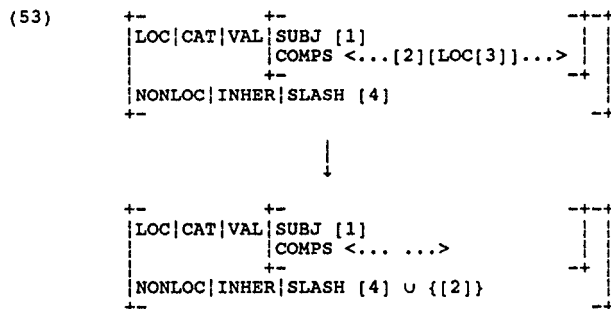 (53)
+- -+-+
|LOC|CAT|VAL|SUBJ [1]
|COMPS <...[2][LOC[3]]...>
+- -+
|NONLOC|INHER|SLASH [4]
+- -+
↓
+- +- -+-+
|LOC|CAT|VAL|SUBJ [1]
|COMPS <... ...>
+- -+
|NONLOC|INHER|SLASH [4] ∪ {[2]}
+- -+